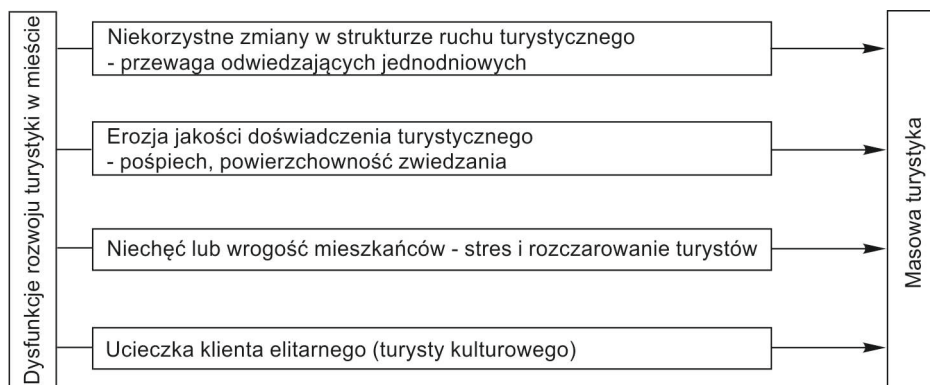 Dysfunkcje rozwoju turystyki w mieście
Niekorzystne zmiany w strukturze ruchu turystycznego
- przewaga odwiedzających jednodniowych
Erozja jakości doświadczenia turystycznego
- pośpiech, powierzchowność zwiedzania
Niechęć lub wrogość mieszkańców - stres i rozczarowanie turystów
Ucieczka klienta elitarnego (turysty kulturowego)
Masowa turystyka